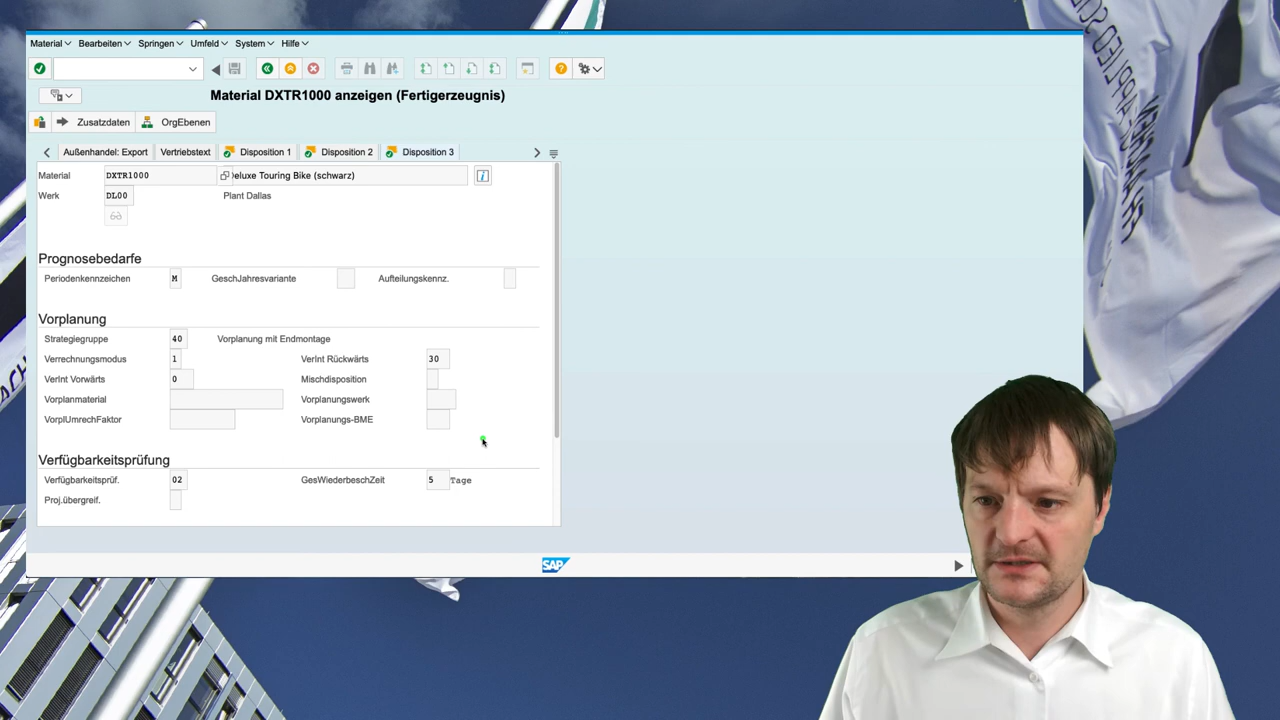 Material Bearbeiten Springen Umfeld System Hilfe
Material DXTR1000 anzeigen (Fertigerzeugnis)
Zusatzdaten OrgEbenen
Außenhandel: Export Vertriebstext Disposition 1 Disposition 2 Disposition 3
Material DXTR1000 eluxe Touring Bike (schwarz)
Werk DL00 Plant Dallas
Prognosebedarfe
Periodenkennzeichen M GeschJahresvariante Aufteilungskennz.
Vorplanung
Strategiegruppe 40 Vorplanung mit Endmontage
Verrechnungsmodus 1 VerInt Rückwärts 30
VerInt Vorwärts 0 Mischdisposition
Vorplanmaterial Vorplanungswerk
VorplUmrechFaktor Vorplanungs-BME
Verfügbarkeitsprüfung
Verfügbarkeitsprüf. 02 GesWiederbeschZeit 5 Tage
Proj.übergreif.
SAP